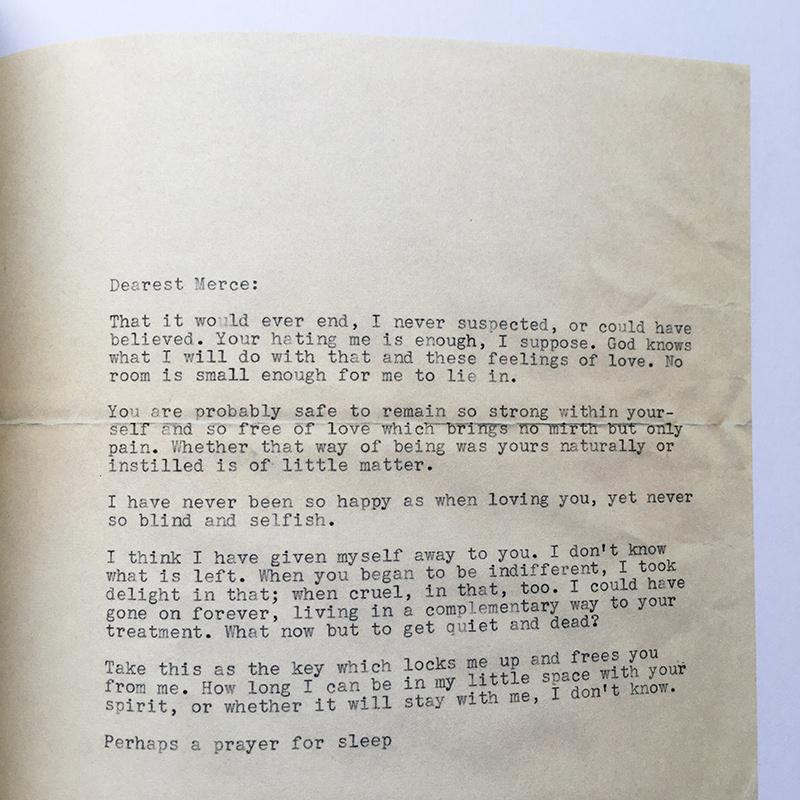 Dearest Merce:
That it would ever end, I never suspected, or could have
believed. Your hating me is enough, I suppose. God knows
what I will do with that and these feelings of love. No
room is small enough for me to lie in.
You are probably safe to remain so strong within your-
self and so free of love which brings no mirth but only
pain. Whether that way of being was yours naturally or
instilled is of little matter.
I have never been so happy as when loving you, yet never
so blind and selfish.
I think I have given myself away to you. I don't know
what is left. When you began to be indifferent, I took
delight in that; when cruel, in that, too. I could have
gone on forever, living in a complementary way to your
treatment. What now but to get quiet and dead?
Take this as the key which locks me up and frees you
from me. How long I can be in my little space with your
spirit, or whether it will stay with me, I don't know.
Perhaps a prayer for sleep